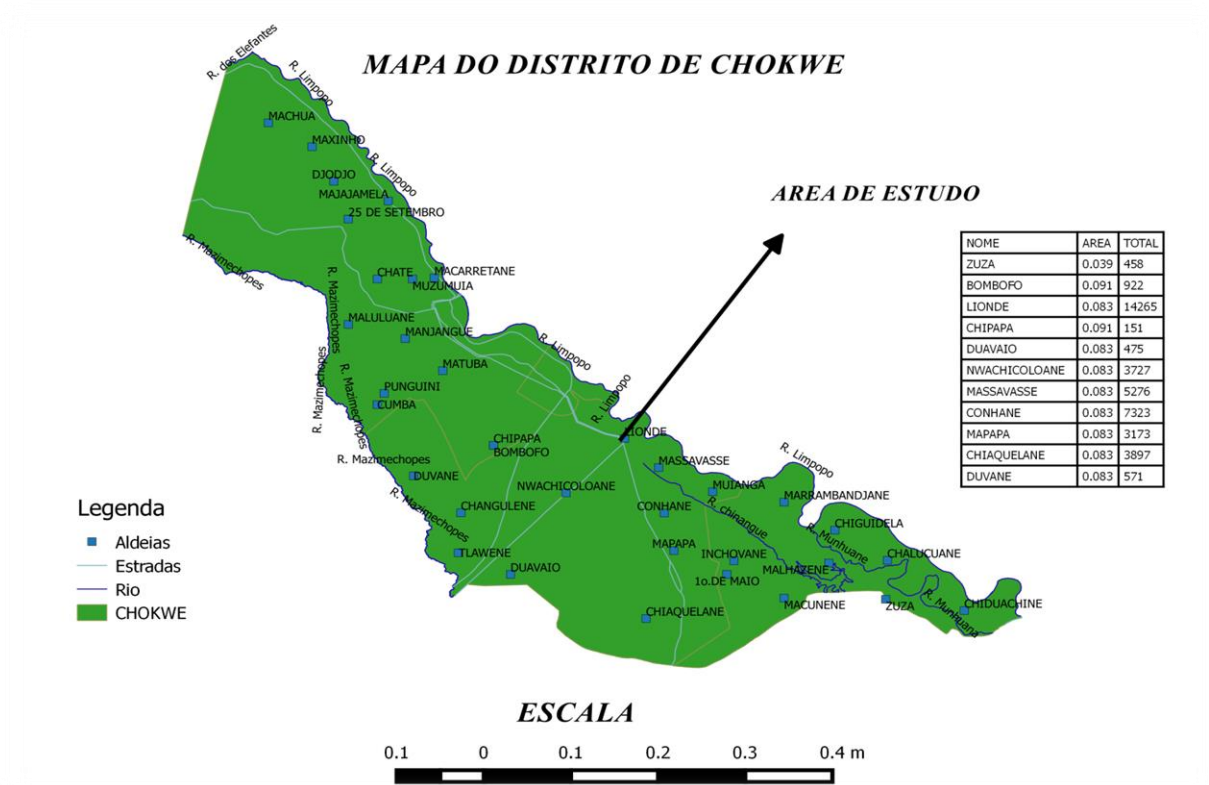 MAPA DO DISTRITO DE CHOKWE
AREA DE ESTUDO
R. dos Elefantes
R. Limpopo
MACHUA
MAXINHO
R. Limpopo
DJODJO
MAJAJAMELA
25 DE SETEMBRO
R. Mazimechopes
R. Mazimechopes
CHATE
MACARRETANE
MUZUMUIA
MALULUANE
MANJANGUE
R. Limpopo
R. Mazimechopes
R. Mazimechopes
MATUBA
PUNGUINI
CUMBA
R. Limpopo
LIONDE
CHIPAPA
BOMBOFO
R. Mazimechopes
DUVANE
MASSAVASSE
R. Limpopo
R. Mazimechopes
NWACHICOLOANE
MUIANGA
MARRAMBANDJANE
CHANGULENE
CONHANE
R. chinangue
CHIGUIDELA
R. Munhuane
TLAWENE
MAPAPA
INCHOVANE
CHALUCUANE
DUAVAIO
1o.DE MAIO
MALHAZENE
MACUNENE
ZUZA
R. Munhuana
CHIDUACHINE
CHIAQUELANE
NOME AREA TOTAL
ZUZA 0.039 458
BOMBOFO 0.091 922
LIONDE 0.083 14265
CHIPAPA 0.091 151
DUAVAIO 0.083 475
NWACHICOLOANE 0.083 3727
MASSAVASSE 0.083 5276
CONHANE 0.083 7323
MAPAPA 0.083 3173
CHIAQUELANE 0.083 3897
DUVANE 0.083 571
Legenda
Aldeias
Estradas
Rio
CHOKWE
ESCALA
0.1 0 0.1 0.2 0.3 0.4 m